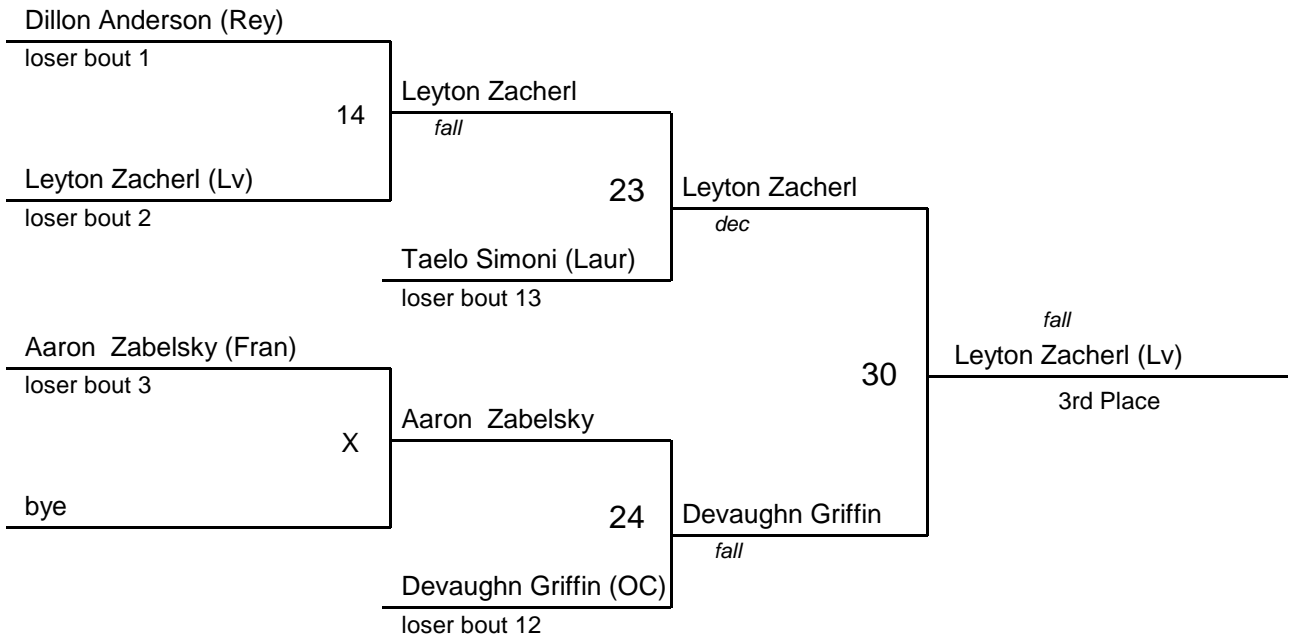 Dillon Anderson (Rey)
loser bout 1
14
Leyton Zacherl
fall
Leyton Zacherl (Lv)
loser bout 2
23
Leyton Zacherl
dec
Taelo Simoni (Laur)
loser bout 13
Aaron  Zabelsky (Fran)
loser bout 3
30
fall
Leyton Zacherl (Lv)
3rd Place
X
Aaron  Zabelsky
bye
24
Devaughn Griffin
fall
Devaughn Griffin (OC)
loser bout 12